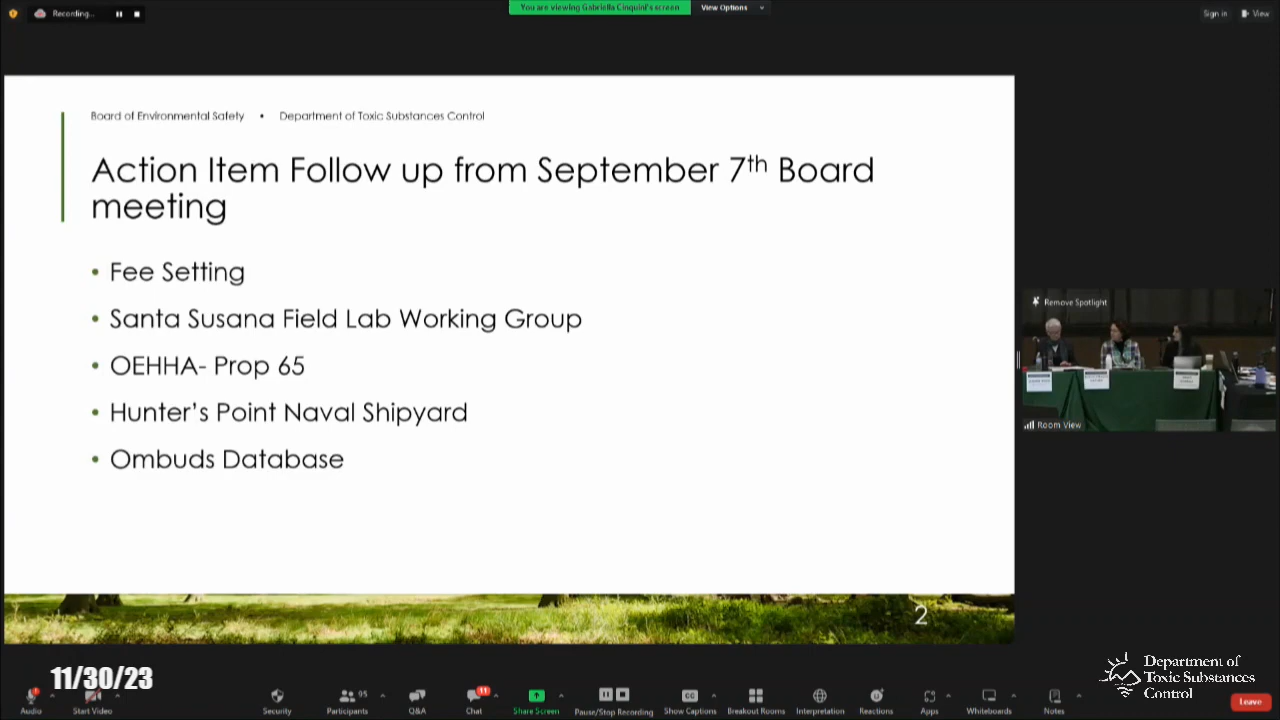 Recording...
You are viewing Gabriella Cinquini's screen
View Options
Sign in
View
Board of Environmental Safety • Department of Toxic Substances Control
Action Item Follow up from September 7th Board
meeting
• Fee Setting
• Santa Susana Field Lab Working Group
• OEHHA- Prop 65
• Hunter's Point Naval Shipyard
• Ombuds Database
2
Remove Spotlight
Room View
11/30/23
Department of
Toxic Substances
Control
95
11
Audio
Start Video
Security
Participants
Q&A
Chat
Share Screen
Pause/Stop Recording
CC
Show Captions
Breakout Rooms
Interpretation
Reactions
Apps
Whiteboards
Notes
Leave